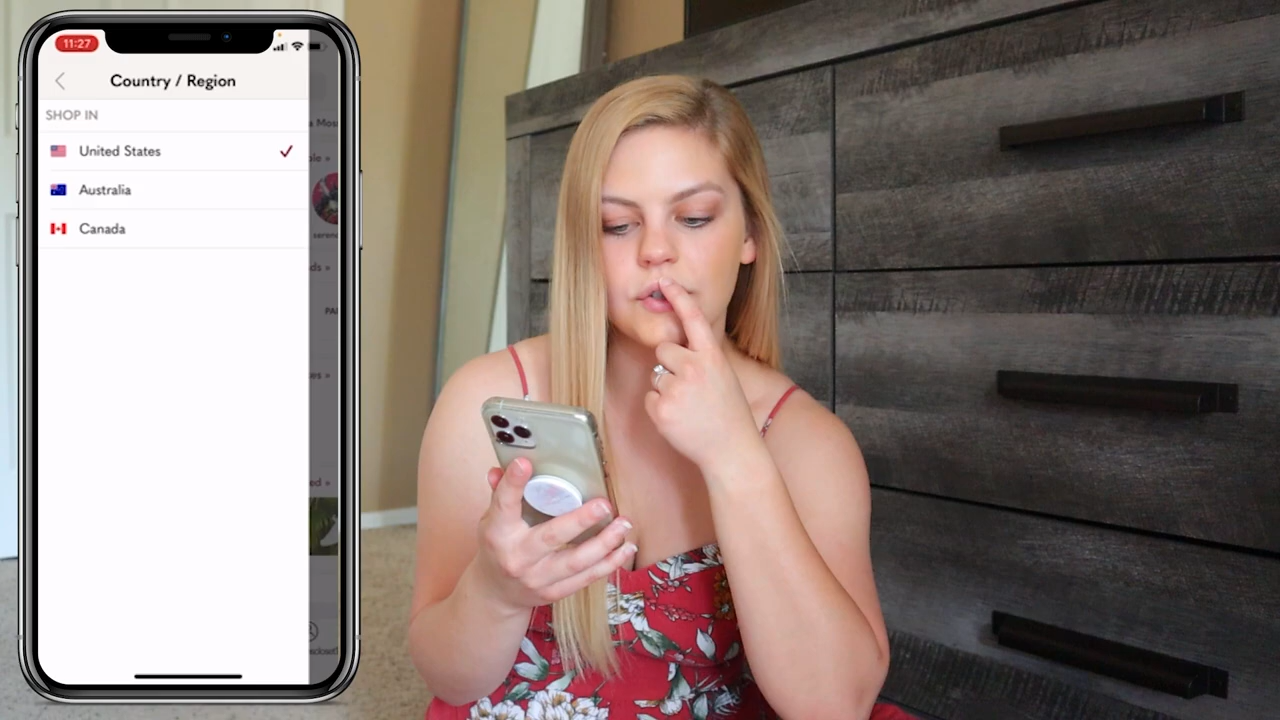 11:27
Country / Region
SHOP IN
United States
Australia
Canada